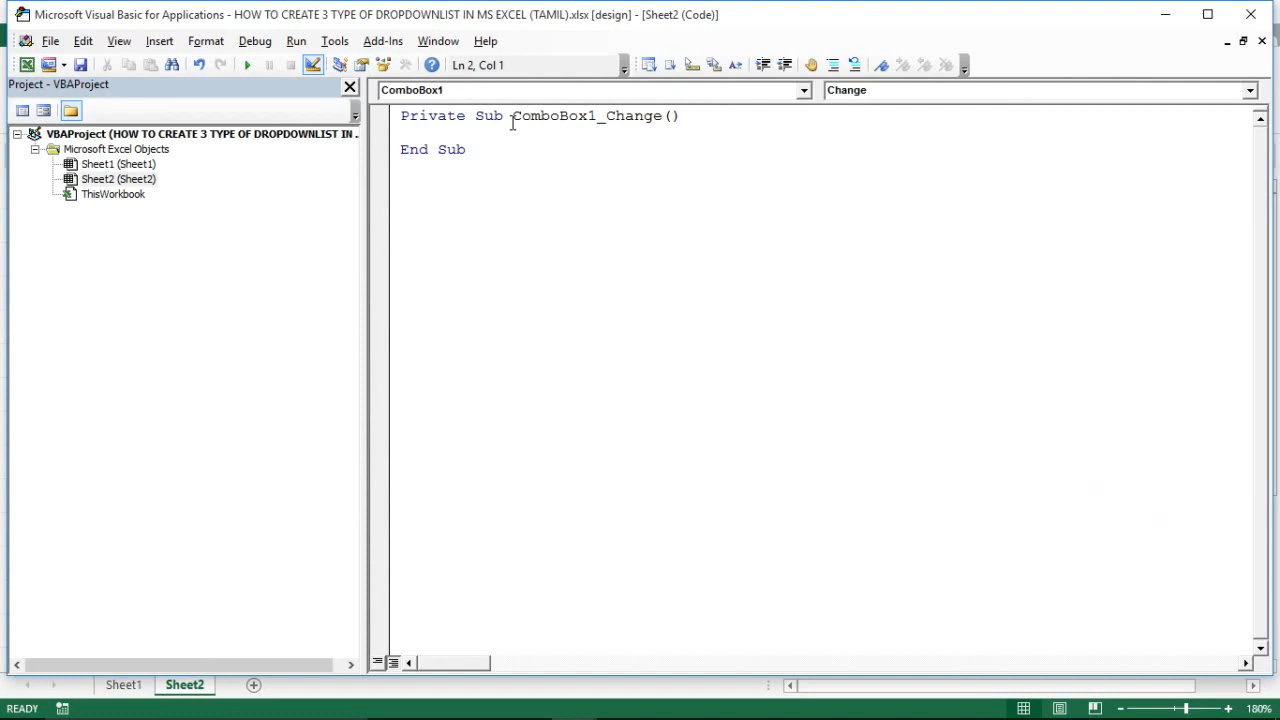 Microsoft Visual Basic for Applications - HOW TO CREATE 3 TYPE OF DROPDOWNLIST IN MS EXCEL (TAMIL).xlsx [design] - [Sheet2 (Code)]
File Edit View Insert Format Debug Run Tools Add-Ins Window Help
Ln 2, Col 1
Project - VBAProject
ComboBox1
Change
VBAProject (HOW TO CREATE 3 TYPE OF DROPDOWNLIST IN ..
Microsoft Excel Objects
Sheet1 (Sheet1)
Sheet2 (Sheet2)
ThisWorkbook
Private Sub ComboBox1_Change()
End Sub
Sheet1 Sheet2
READY
180%